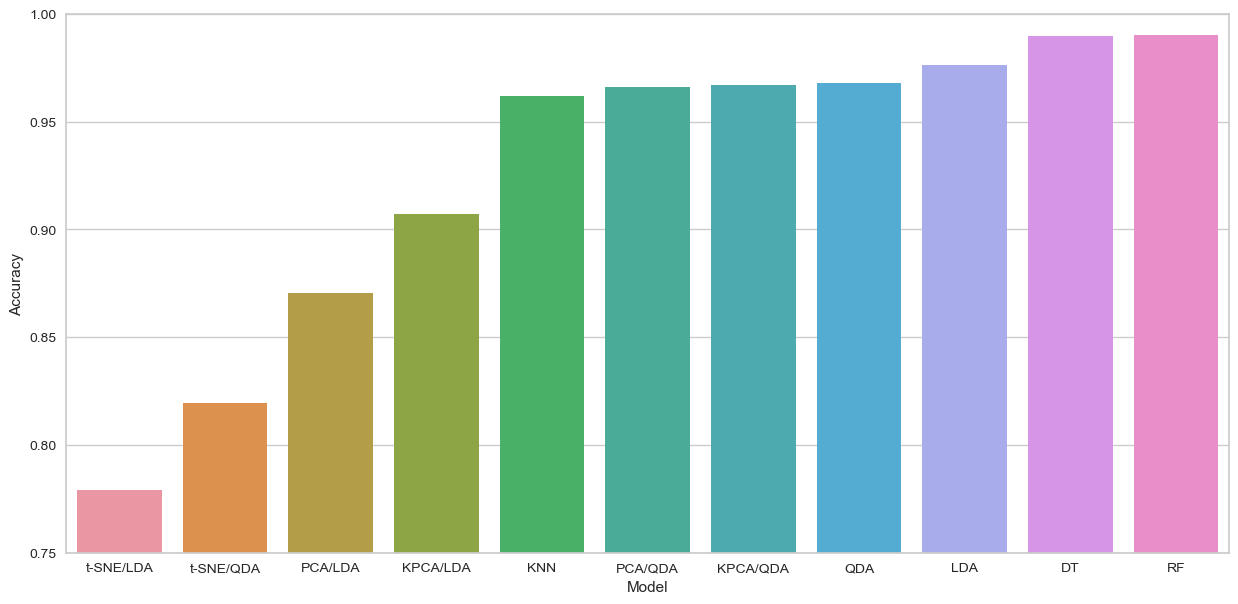 1.00
0.95
0.90
0.85
0.80
0.75
Accuracy
t-SNE/LDA t-SNE/QDA PCA/LDA KPCA/LDA KNN PCA/QDA KPCA/QDA QDA LDA DT RF
Model